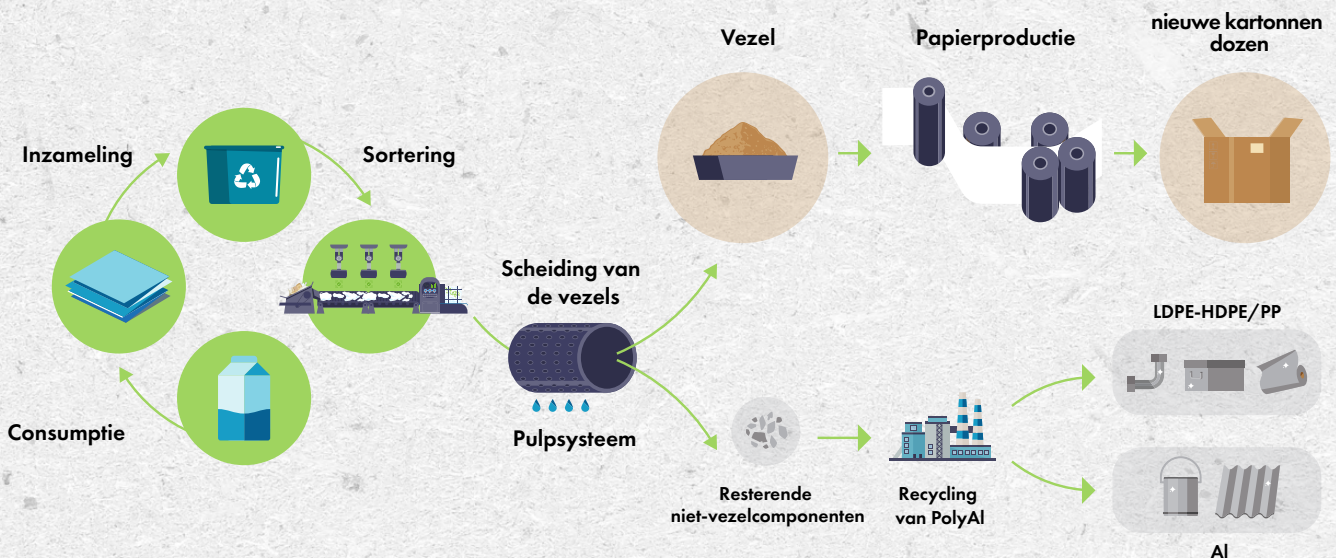 Consumptie
Inzameling
Sortering
Scheiding van
de vezels
Pulpsysteem
Vezel
Papierproductie
nieuwe kartonnen
dozen
Resterende
niet-vezelcomponenten
Recycling
van PolyAl
LDPE-HDPE/PP
Al